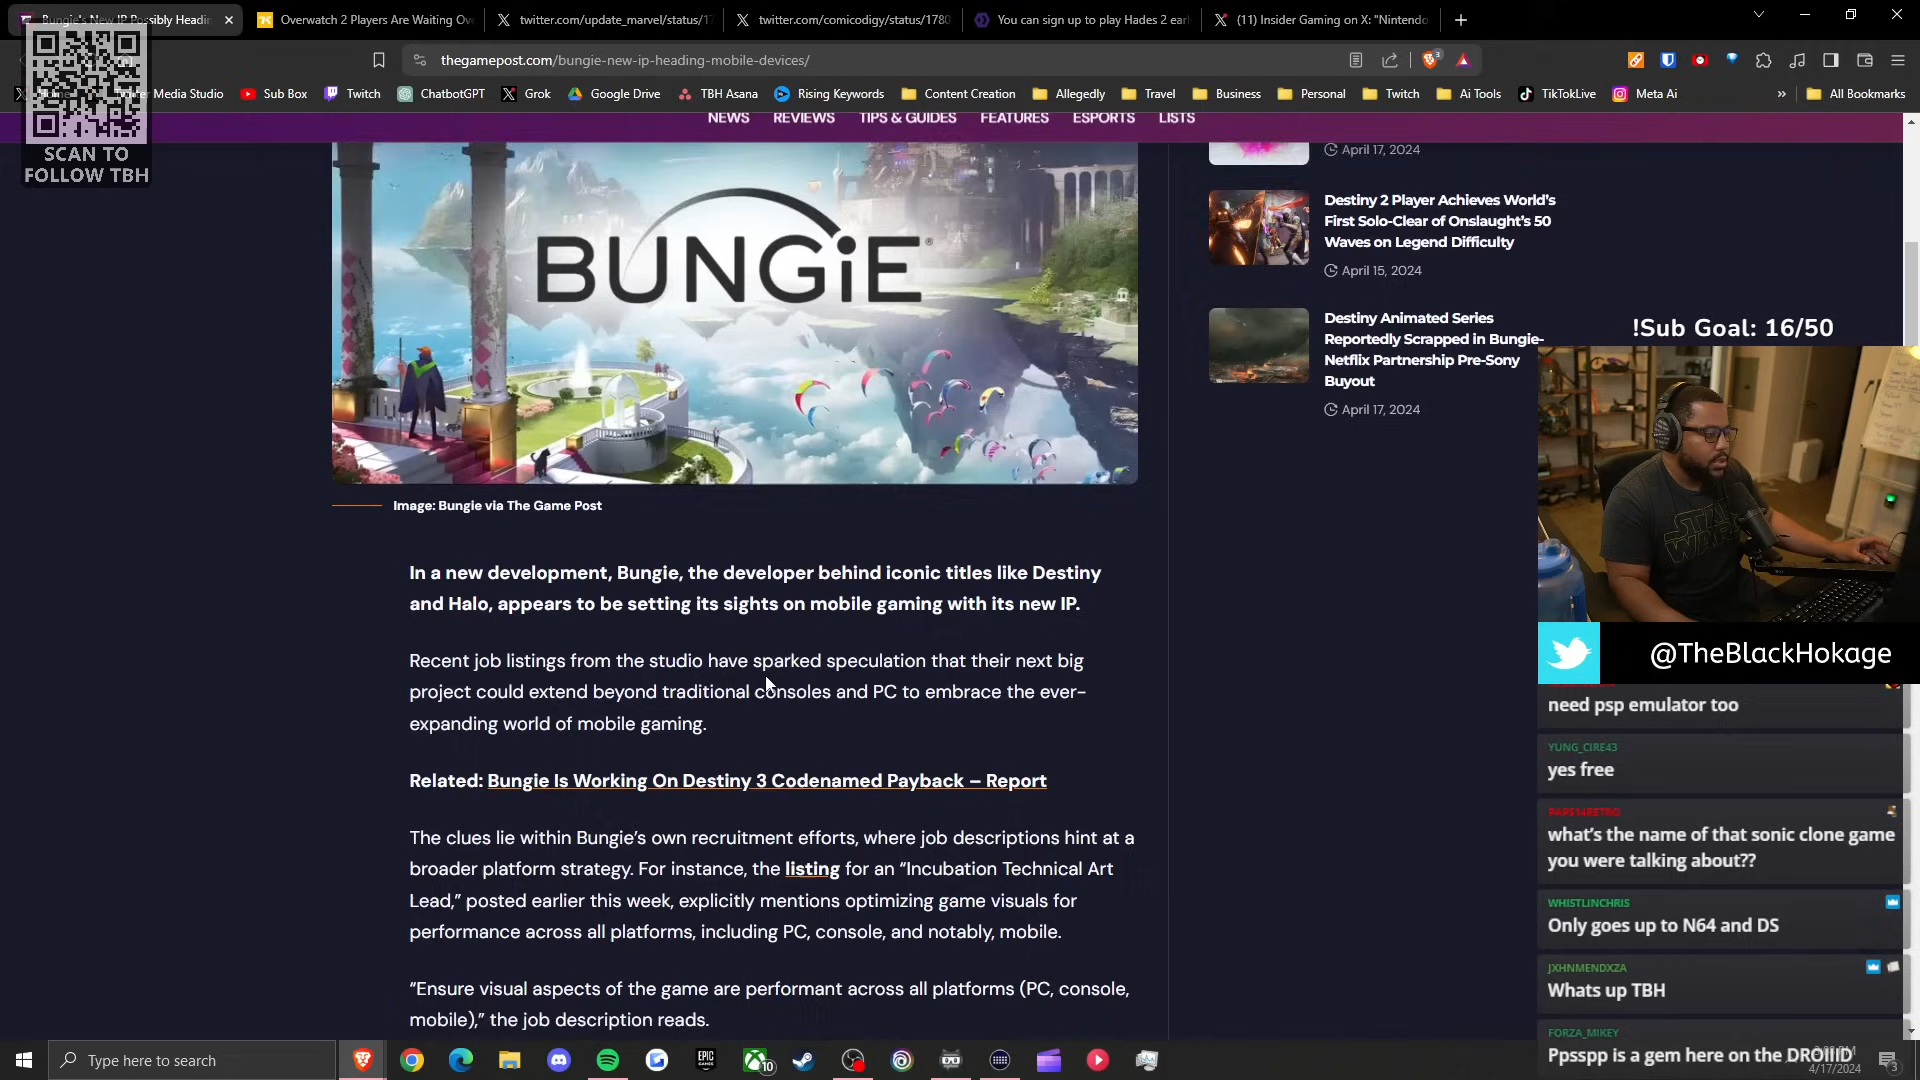 Bungie's New IP Possibly Headin
Overwatch 2 Players Are Waiting Ov
twitter.com/update_marvel/status/17
twitter.com/comicodigy/status/1780
You can sign up to play Hades 2 earl
(11) Insider Gaming on X: "Nintendo
thegamepost.com/bungie-new-ip-heading-mobile-devices/
3
Media Studio
Sub Box
Twitch
ChatbotGPT
Grok
Google Drive
TBH Asana
Rising Keywords
Content Creation
Allegedly
Travel
Business
Personal
Twitch
Ai Tools
TikTokLive
Meta Ai
All Bookmarks
SCAN TO
FOLLOW TBH
NEWS REVIEWS TIPS & GUIDES FEATURES ESPORTS LISTS
BUNGiE
Image: Bungie via The Game Post
In a new development, Bungie, the developer behind iconic titles like Destiny
and Halo, appears to be setting its sights on mobile gaming with its new IP.
Recent job listings from the studio have sparked speculation that their next big
project could extend beyond traditional consoles and PC to embrace the ever-
expanding world of mobile gaming.
Related: Bungie Is Working On Destiny 3 Codenamed Payback – Report
The clues lie within Bungie's own recruitment efforts, where job descriptions hint at a
broader platform strategy. For instance, the listing for an “Incubation Technical Art
Lead,” posted earlier this week, explicitly mentions optimizing game visuals for
performance across all platforms, including PC, console, and notably, mobile.
“Ensure visual aspects of the game are performant across all platforms (PC, console,
mobile),” the job description reads.
April 17, 2024
Destiny 2 Player Achieves World's
First Solo-Clear of Onslaught's 50
Waves on Legend Difficulty
April 15, 2024
Destiny Animated Series
Reportedly Scrapped in Bungie-
Netflix Partnership Pre-Sony
Buyout
April 17, 2024
!Sub Goal: 16/50
STAR
WARS
@TheBlackHokage
need psp emulator too
YUNG_CIRE43
yes free
PAPS14RETRO
what's the name of that sonic clone game
you were talking about??
WHISTLINCHRIS
Only goes up to N64 and DS
JXHNMENDXZA
Whats up TBH
FORZA_MIKEY
Ppsspp is a gem here on the DROIIID
Type here to search
EPIC
GAMES
10
4/17/2024
3